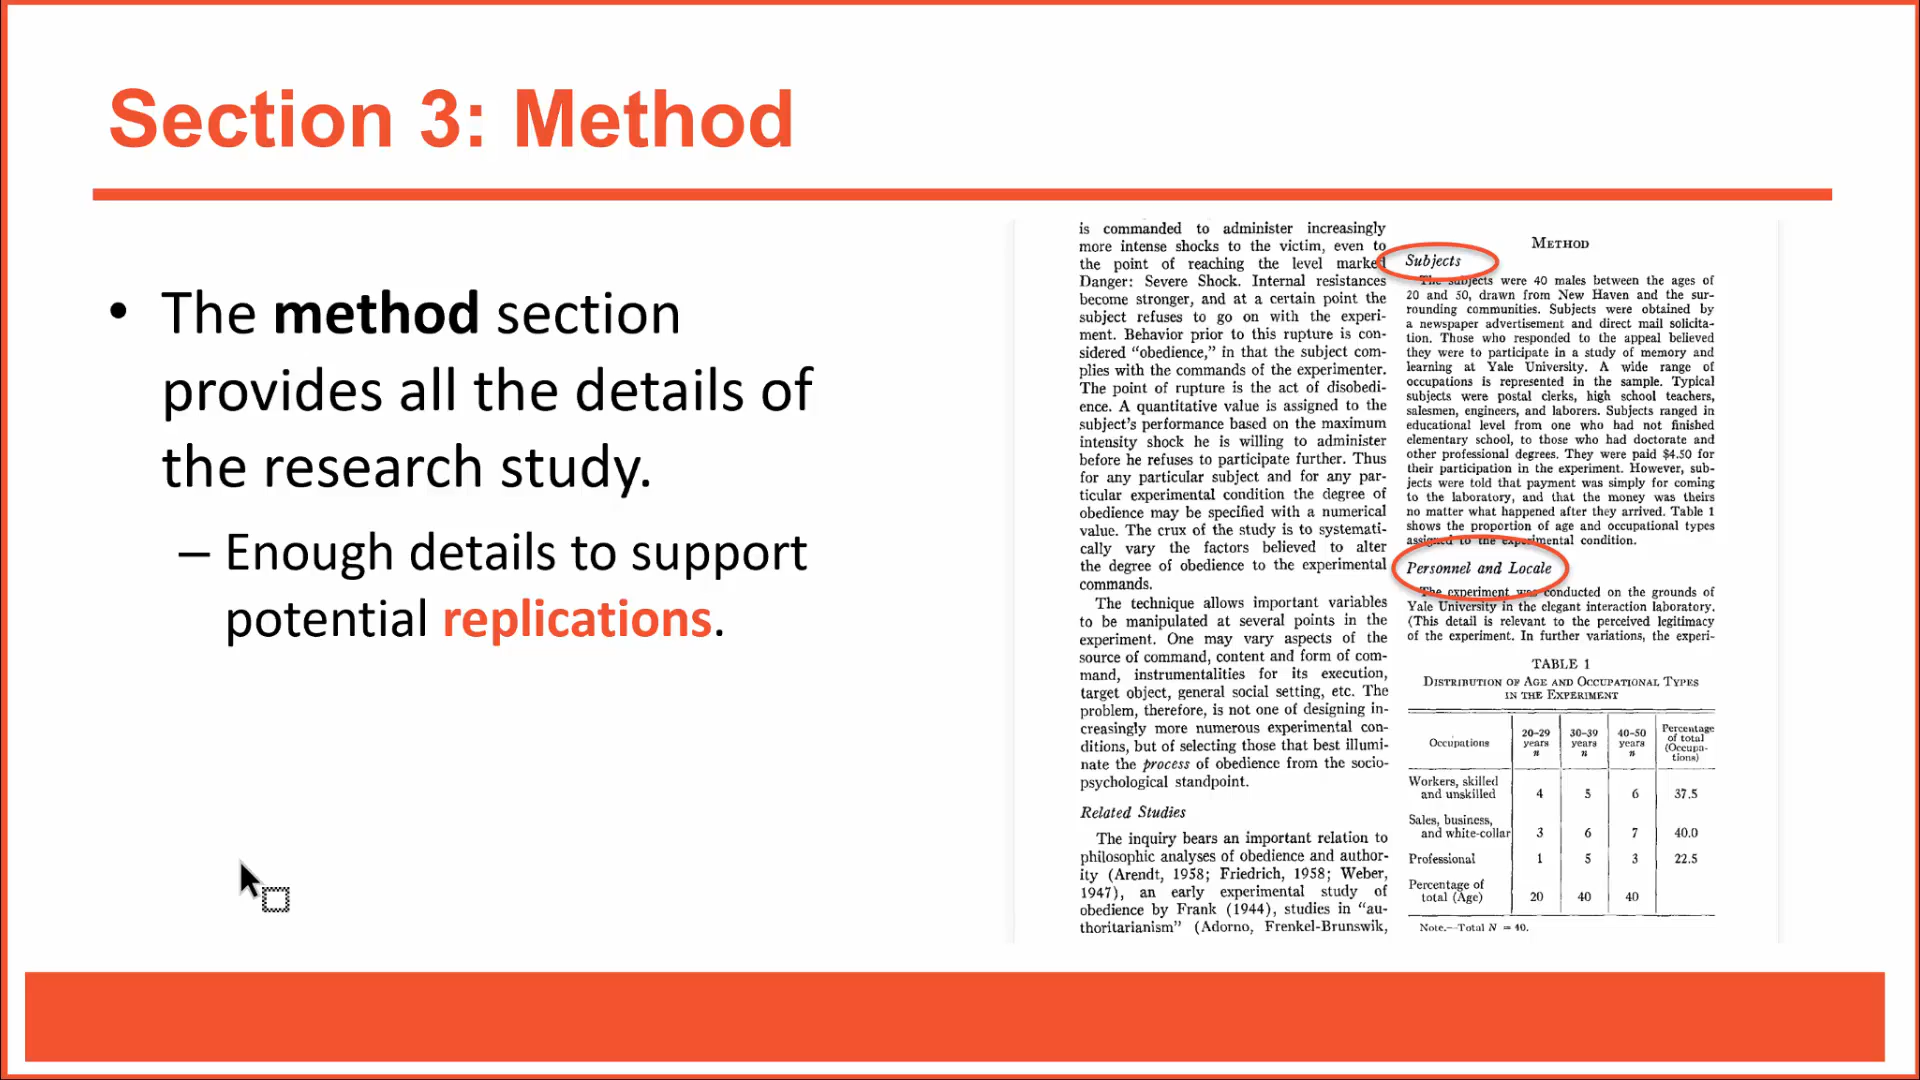 Section 3: Method
• The method section
provides all the details of
the research study.
– Enough details to support
potential replications.
is commanded to administer increasingly
more intense shocks to the victim, even to
the point of reaching the level marked
Danger: Severe Shock. Internal resistances
become stronger, and at a certain point the
subject refuses to go on with the experi-
ment. Behavior prior to this rupture is con-
sidered “obedience,” in that the subject com-
plies with the commands of the experimenter.
The point of rupture is the act of disobedi-
ence. A quantitative value is assigned to the
subject’s performance based on the maximum
intensity shock he is willing to administer
before he refuses to participate further. Thus
for any particular subject and for any par-
ticular experimental condition the degree of
obedience may be specified with a numerical
value. The crux of the study is to systemati-
cally vary the factors believed to alter
the degree of obedience to the experimental
commands.
The technique allows important variables
to be manipulated at several points in the
experiment. One may vary aspects of the
source of command, content and form of com-
mand, instrumentalities for its execution,
target object, general social setting, etc. The
problem, therefore, is not one of designing in-
creasingly more numerous experimental con-
ditions, but of selecting those that best illumi-
nate the process of obedience from the socio-
psychological standpoint.
Related Studies
The inquiry bears an important relation to
philosophic analyses of obedience and author-
ity (Arendt, 1958; Friedrich, 1958; Weber,
1947), an early experimental study of
obedience by Frank (1944), studies in “au-
thoritarianism” (Adorno, Frenkel-Brunswik,
METHOD
Subjects
The subjects were 40 males between the ages of
20 and 50, drawn from New Haven and the sur-
rounding communities. Subjects were obtained by
a newspaper advertisement and direct mail solicita-
tion. Those who responded to the appeal believed
they were to participate in a study of memory and
learning at Yale University. A wide range of
occupations is represented in the sample. Typical
subjects were postal clerks, high school teachers,
salesmen, engineers, and laborers. Subjects ranged in
educational level from one who had not finished
elementary school, to those who had doctorate and
other professional degrees. They were paid $4.50 for
their participation in the experiment. However, sub-
jects were told that payment was simply for coming
to the laboratory, and that the money was theirs
no matter what happened after they arrived. Table 1
shows the proportion of age and occupational types
assigned to the experimental condition.
Personnel and Locale
The experiment was conducted on the grounds of
Yale University in the elegant interaction laboratory.
(This detail is relevant to the perceived legitimacy
of the experiment. In further variations, the experi-
TABLE 1
DISTRIBUTION OF AGE AND OCCUPATIONAL TYPES
IN THE EXPERIMENT
Occupations 20–29 years n 30–39 years n 40–50 years n Percentage of total (Occupa-tions)
Workers, skilled
and unskilled 4 5 6 37.5
Sales, business,
and white-collar 3 6 7 40.0
Professional 1 5 3 22.5
Percentage of
total (Age) 20 40 40
Note.—Total N = 40.